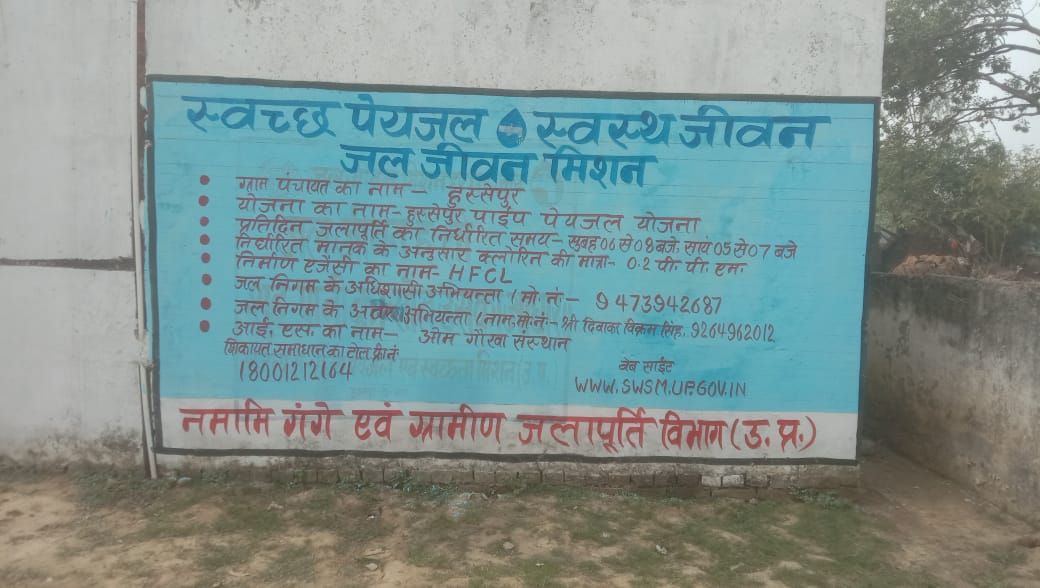 स्वच्छ पेयजल स्वस्थ जीवन
जल जीवन मिशन
ग्राम पंचायत का नाम- हुस्सेपुर
योजना का नाम- हुस्सेपुर पाईप पेयजल योजना
प्रतिदिन जलापूर्ति का निर्धारित समय- सुबह 06 से 08 बजे सायं 05 से 07 बजे
निर्धारित मानक के अनुसार क्लोरिन की मात्रा- 0.2 पी. पी. एम.
निर्माण एजेंसी का नाम- HFCL
जल निगम के अधिशासी अभियन्ता / मो. नं:- 9473942687
जल निगम के अवर अभियन्ता / नाम, मो. नं:- श्री दिवाकर विक्रम सिंह, 9264962012
आई. एस का नाम- ओम गौरवा संस्थान
शिकायत समाधान का टोल फ्री नं:
18001212164
वेब साईट
WWW.SWSM.UP.GOV.IN
नमामि गंगे एवं ग्रामीण जलापूर्ति विभाग (उ. प्र.)